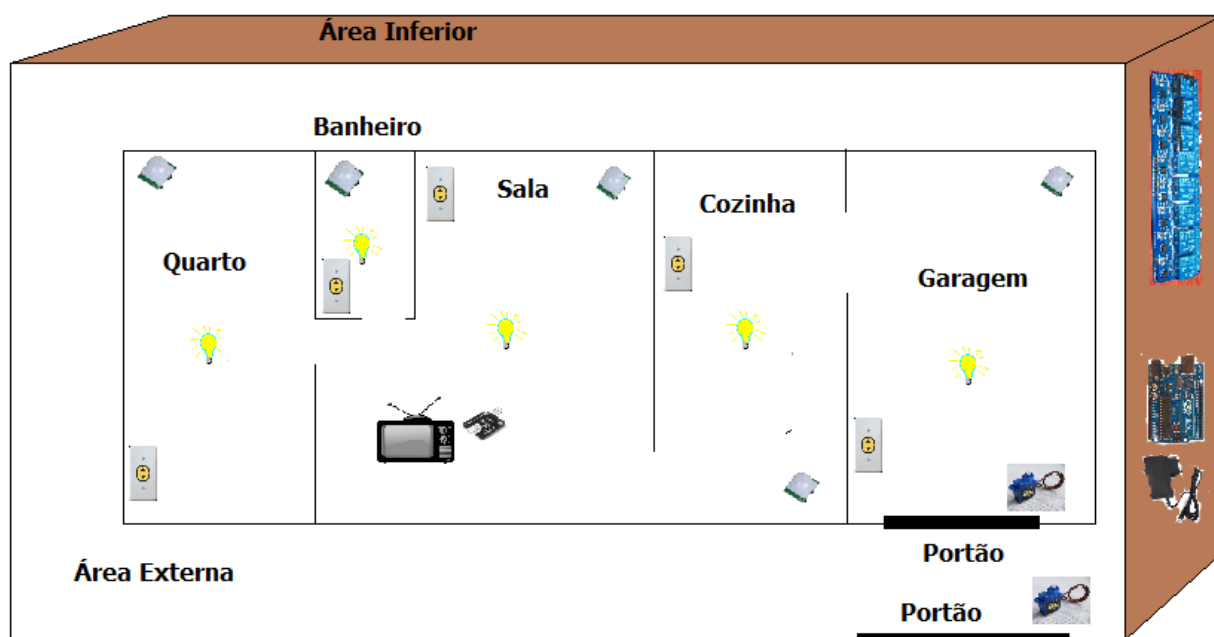 Área Inferior
Banheiro
Sala
Cozinha
Quarto
Garagem
Portão
Área Externa
Portão